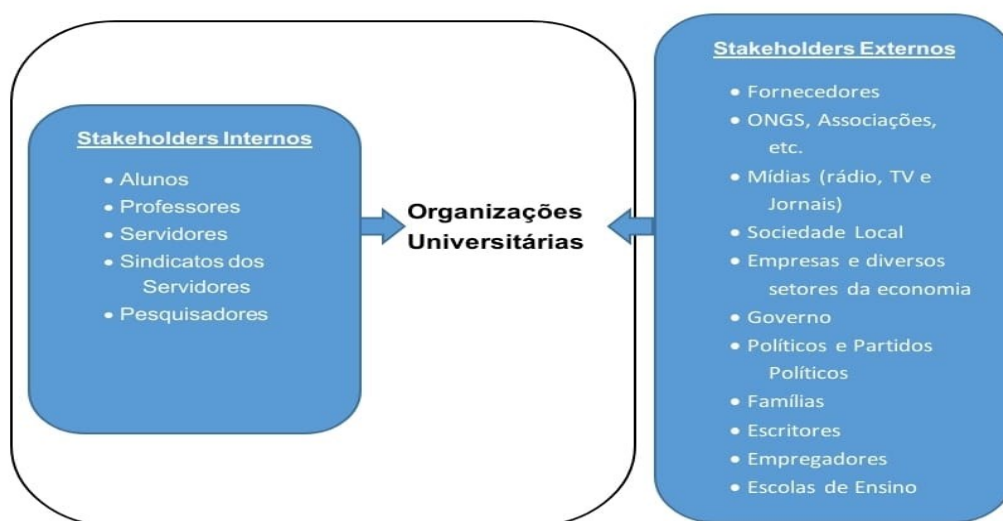 Stakeholders Internos
• Alunos
• Professores
• Servidores
• Sindicatos dos
Servidores
• Pesquisadores
Organizações
Universitárias
Stakeholders Externos
• Fornecedores
• ONGS, Associações,
etc.
• Mídias (rádio, TV e
Jornais)
• Sociedade Local
• Empresas e diversos
setores da economia
• Governo
• Políticos e Partidos
Políticos
• Famílias
• Escritores
• Empregadores
• Escolas de Ensino